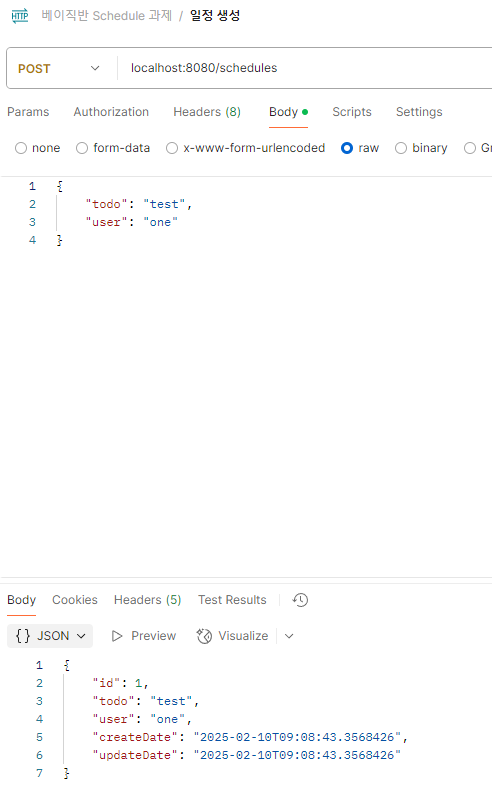 HTTP 베이직반 Schedule 과제 / 일정 생성
POST localhost:8080/schedules
Params Authorization Headers (8) Body Scripts Settings
none form-data x-www-form-urlencoded raw binary
1 {
2 "todo": "test",
3 "user": "one"
4 }
Body Cookies Headers (5) Test Results
{} JSON Preview Visualize
1 {
2 "id": 1,
3 "todo": "test",
4 "user": "one",
5 "createDate": "2025-02-10T09:08:43.3568426",
6 "updateDate": "2025-02-10T09:08:43.3568426"
7 }